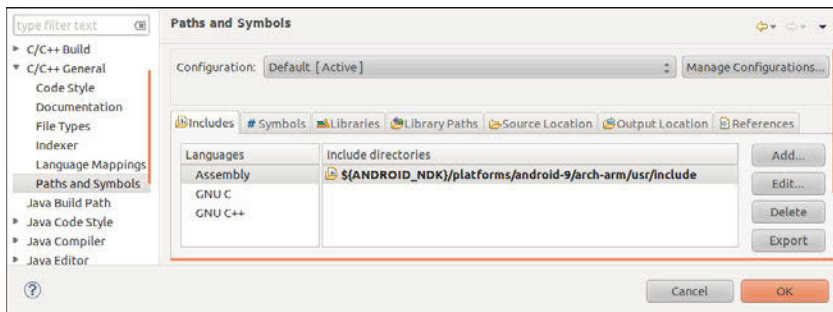 type filter text
Paths and Symbols
C/C++ Build
C/C++ General
Code Style
Documentation
File Types
Indexer
Language Mappings
Paths and Symbols
Java Build Path
Java Code Style
Java Compiler
Java Editor
Configuration: Default [Active] Manage Configurations...
Includes # Symbols Libraries Library Paths Source Location Output Location References
Languages Include directories
Assembly ${ANDROID_NDK}/platforms/android-9/arch-arm/usr/include
GNU C
GNU C++
Add...
Edit...
Delete
Export
? Cancel OK